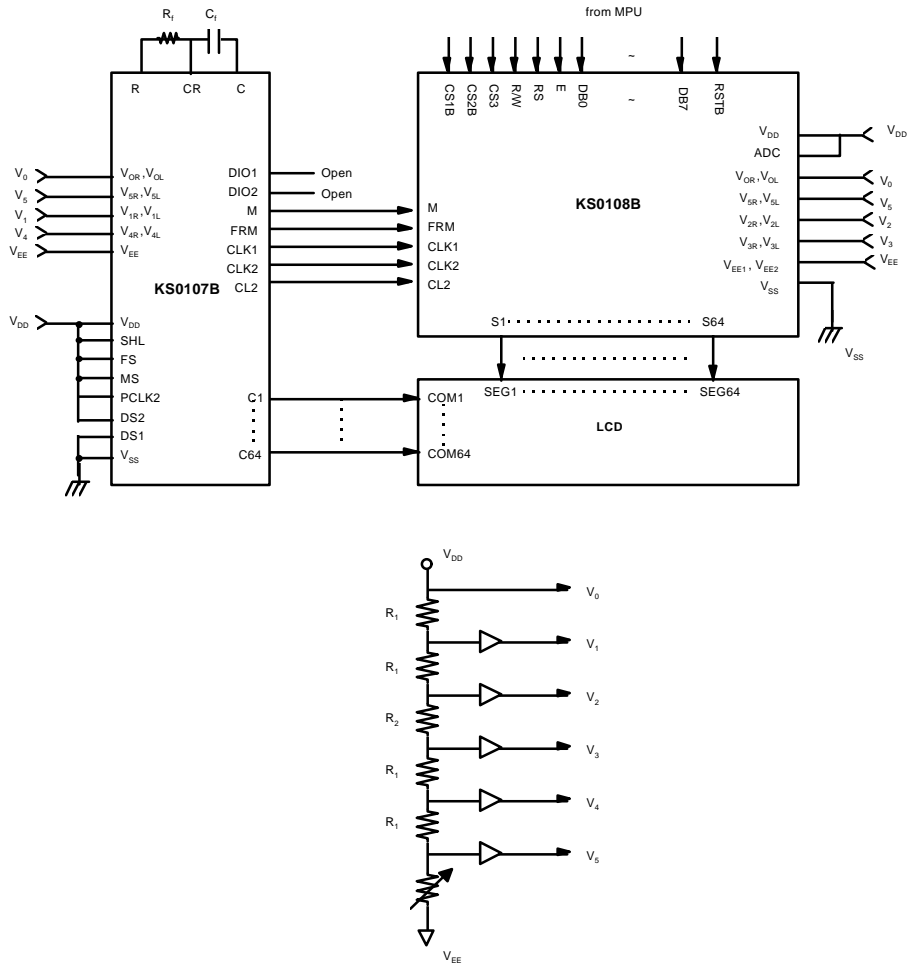 Rf Cf
R CR C
from MPU
~
CS1B CS2B CS3 R/W RS E DB0 ~ DB7 RSTB
V0
V5
V1
V4
VEE
VDD
VOR, VOL
V5R, V5L
V1R, V1L
V4R, V4L
VEE
KS0107B
VDD
SHL
FS
MS
PCLK2
DS2
DS1
VSS
DIO1
DIO2
M
FRM
CLK1
CLK2
CL2
C1
C64
Open
Open
M
FRM
CLK1
CLK2
CL2
KS0108B
VDD
ADC
VOR, VOL
V5R, V5L
V2R, V2L
V3R, V3L
VEE1, VEE2
VSS
VDD
V0
V5
V2
V3
VEE
VSS
S1 S64
SEG1 SEG64
COM1
LCD
COM64
VDD
V0
R1
V1
R1
V2
R2
V3
R1
V4
R1
V5
VEE